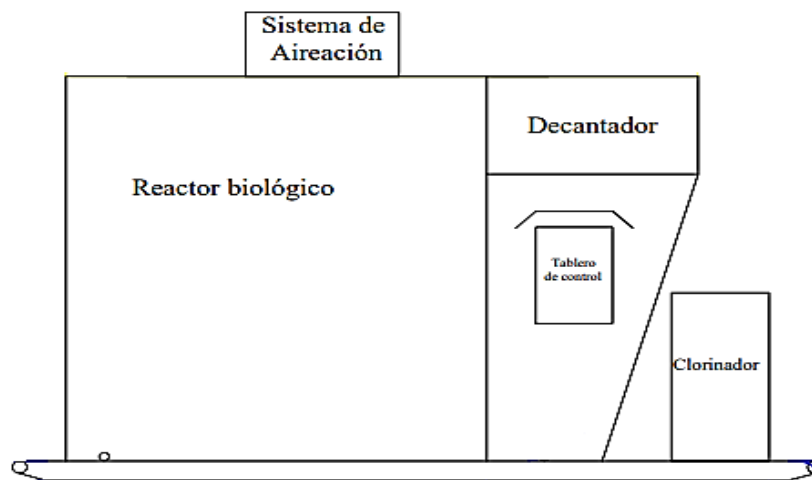 Sistema de
Aireación
Decantador
Reactor biológico
Tablero
de control
Clorinador